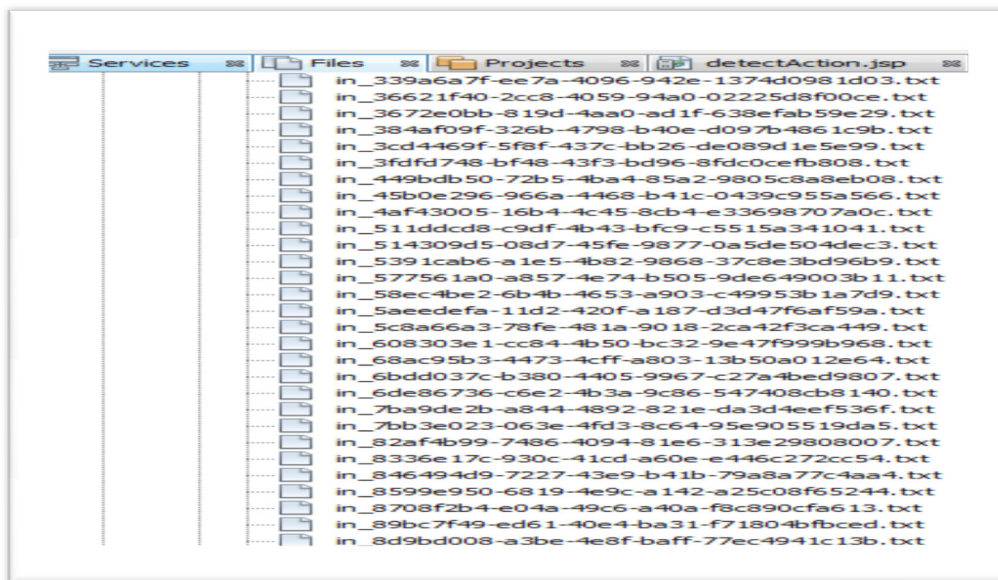 Services Files Projects detectAction.jsp
in_339a6a7f-ee7a-4096-942e-1374d0981d03.txt
in_36621f40-2cc8-4059-94a0-02225d8f00ce.txt
in_3672e0bb-819d-4aa0-ad1f-638efab59e29.txt
in_384af09f-326b-4798-b40e-d097b4861c9b.txt
in_3cd4469f-5f8f-437c-bb26-de089d1e5e99.txt
in_3fdfd748-bf48-43f3-bd96-8fdc0cefb808.txt
in_449bdb50-72b5-4ba4-85a2-9805c8a8eb08.txt
in_45b0e296-966a-4468-b41c-0439c955a566.txt
in_4af43005-16b4-4c45-8cb4-e33698707a0c.txt
in_511ddcd8-c9df-4b43-bfc9-c5515a341041.txt
in_514309d5-08d7-45fe-9877-0a5de504dec3.txt
in_5391cab6-a1e5-4b82-9868-37c8e3bd96b9.txt
in_577561a0-a857-4e74-b505-9de649003b11.txt
in_58ec4be2-6b4b-4653-a903-c49953b1a7d9.txt
in_5aeedefa-11d2-420f-a187-d3d47f6af59a.txt
in_5c8a66a3-78fe-481a-9018-2ca42f3ca449.txt
in_608303e1-cc84-4b50-bc32-9e47f999b968.txt
in_68ac95b3-4473-4cff-a803-13b50a012e64.txt
in_6bdd037c-b380-4405-9967-c27a4bed9807.txt
in_6de86736-c6e2-4b3a-9c86-547408cb8140.txt
in_7ba9de2b-a844-4892-821e-da3d4eef536f.txt
in_7bb3e023-063e-4fd3-8c64-95e905519da5.txt
in_82af4b99-7486-4094-81e6-313e29808007.txt
in_8336e17c-930c-41cd-a60e-e446c272cc54.txt
in_846494d9-7227-43e9-b41b-79a8a77c4aa4.txt
in_8599e950-6819-4e9c-a142-a25c08f65244.txt
in_8708f2b4-e04a-49c6-a40a-f8c890cfa613.txt
in_89bc7f49-ed61-40e4-ba31-f71804bfbced.txt
in_8d9bd008-a3be-4e8f-baff-77ec4941c13b.txt